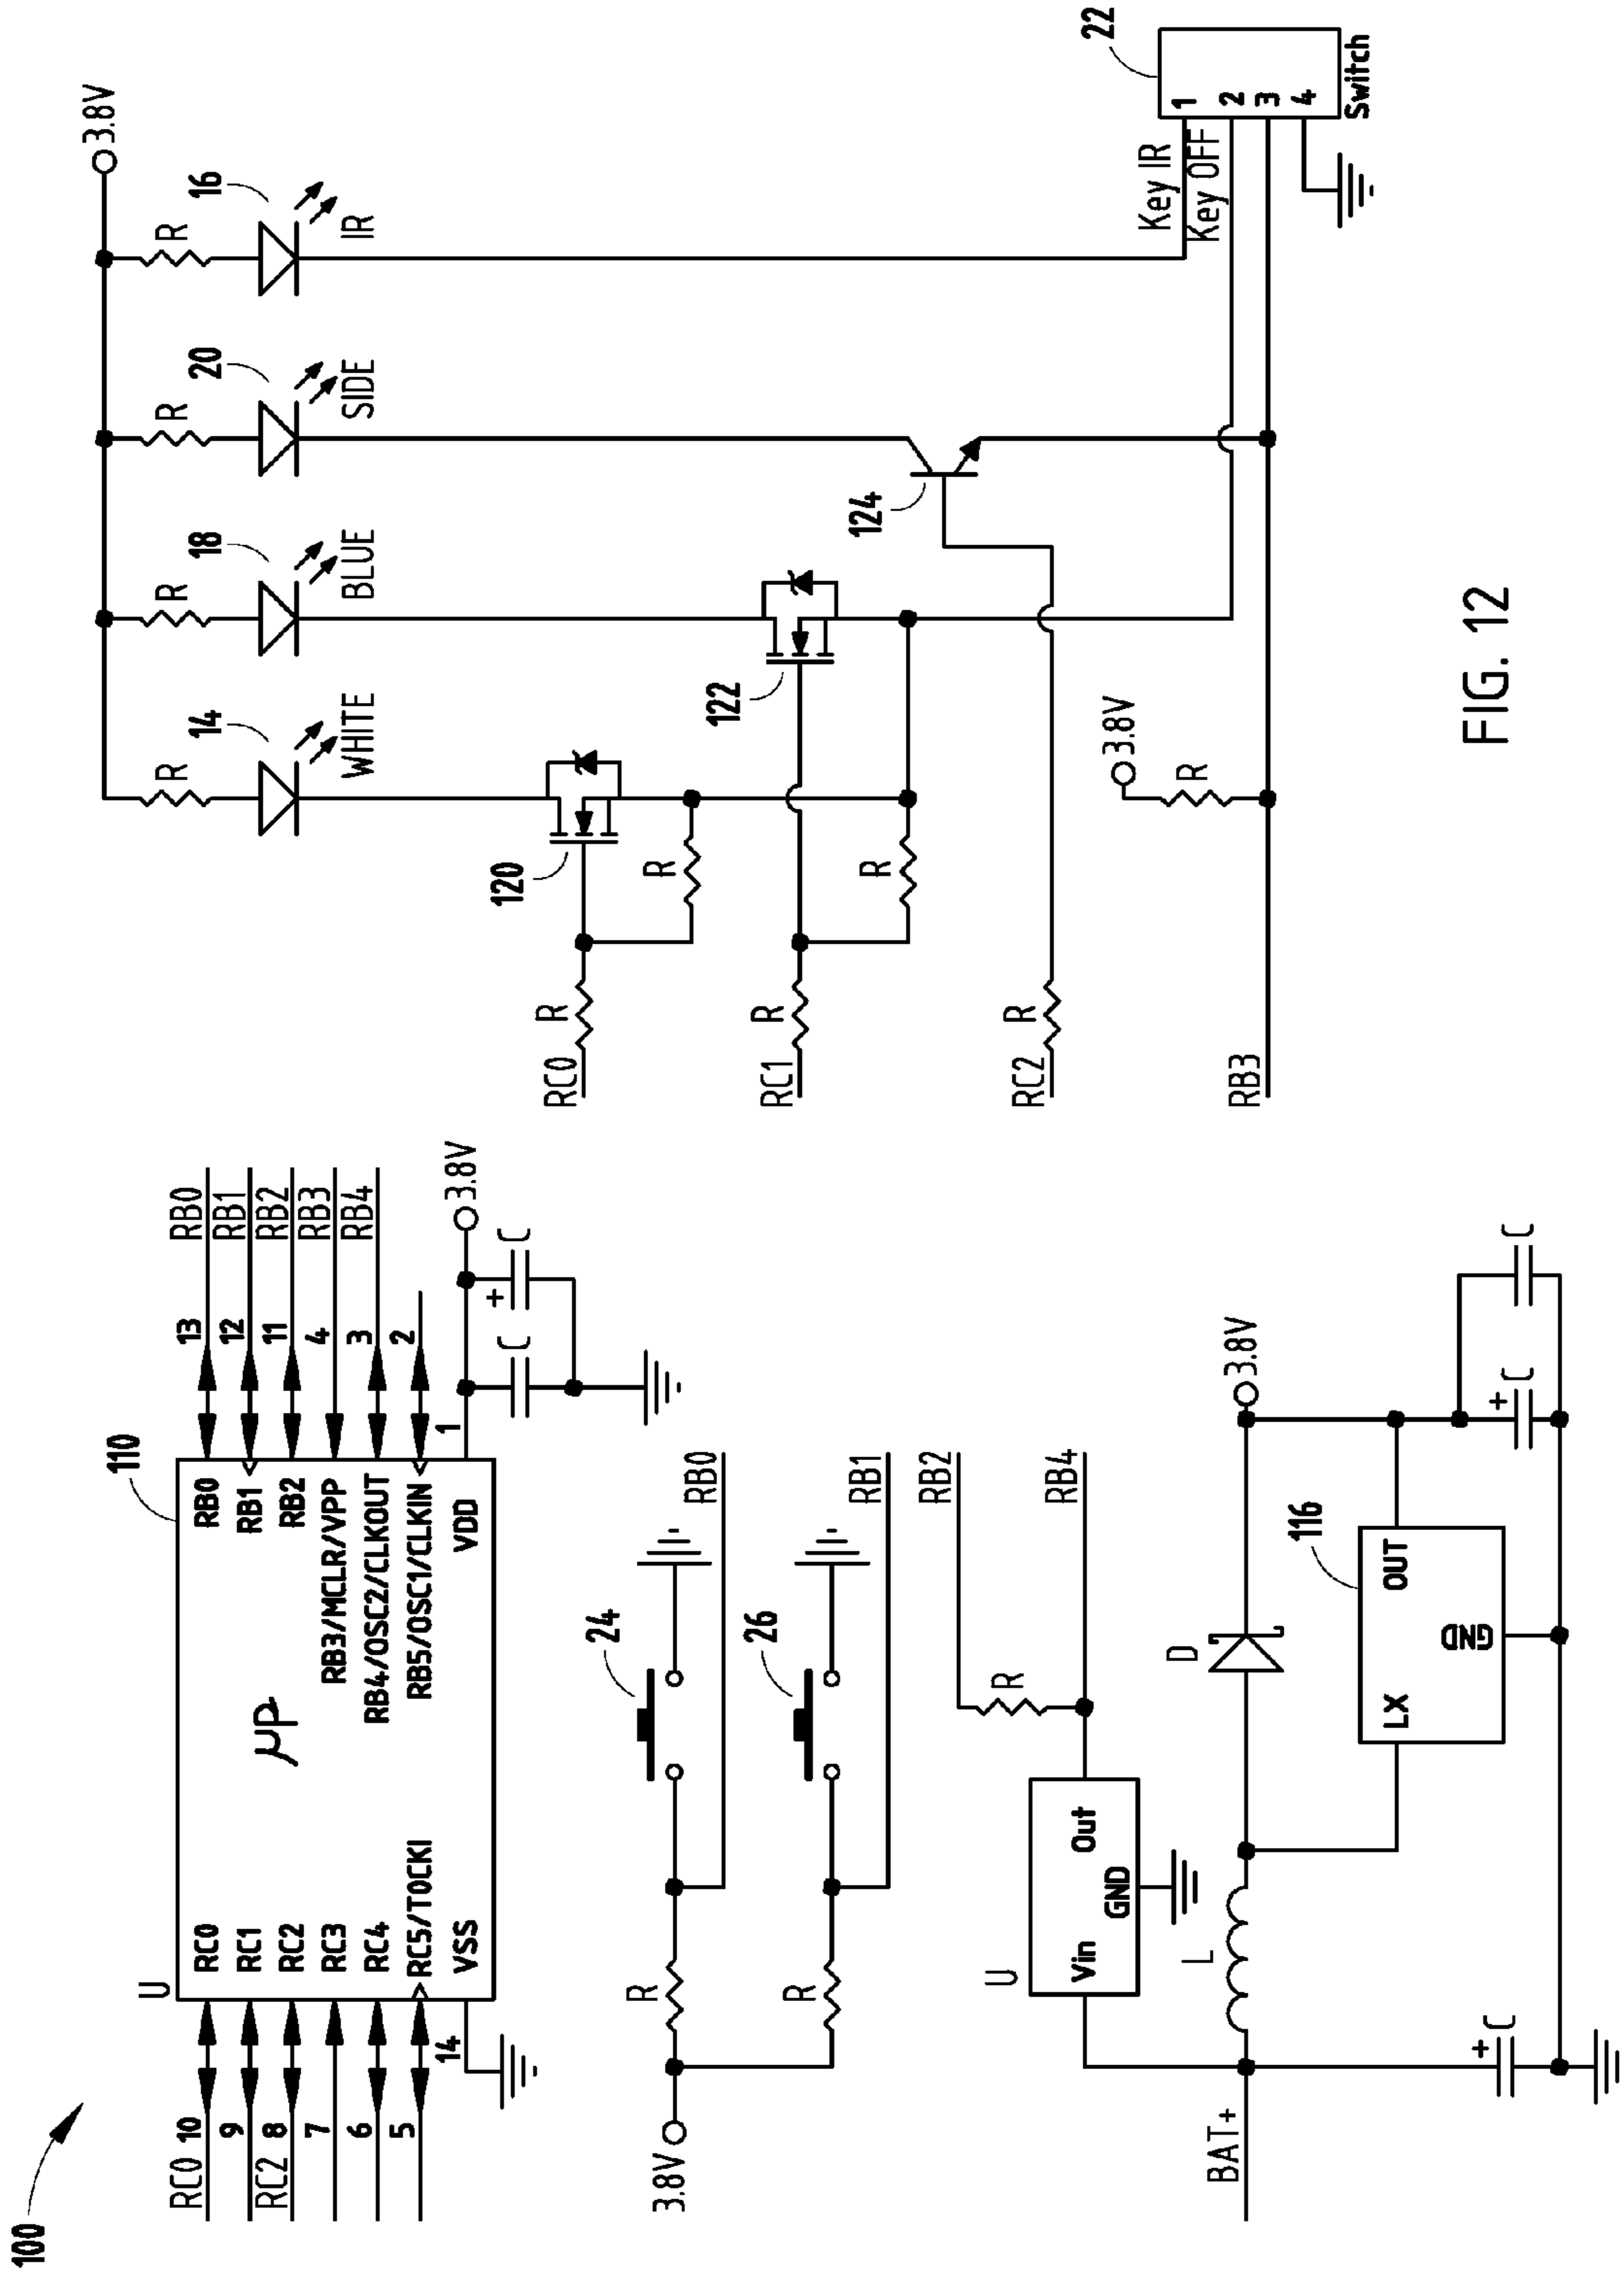 100
U
110
RC0 10
9
RC2 8
7
6
5
14
RC0
RC1
RC2
RC3
RC4
RC5/T0CKI
VSS
μP
RB0
RB1
RB2
RB3/MCLR/VPP
RB4/OSC2/CLKOUT
RB5/OSC1/CLKIN
VDD
13 RB0
12 RB1
11 RB2
4 RB3
3 RB4
2
1
3.8V
C
+ C
3.8V
R
24
RB0
R
26
RB1
U
Vin
Out
GND
R
RB2
RB4
BAT+
L
D
3.8V
116
LX
OUT
GND
+ C
+ C
C
3.8V
R
R
R
R
14
18
20
16
WHITE
BLUE
SIDE
IR
120
RC0
R
R
122
RC1
R
R
124
RC2
R
3.8V
R
RB3
Key IR
Key OFF
22
1
2
3
4
Switch
FIG. 12